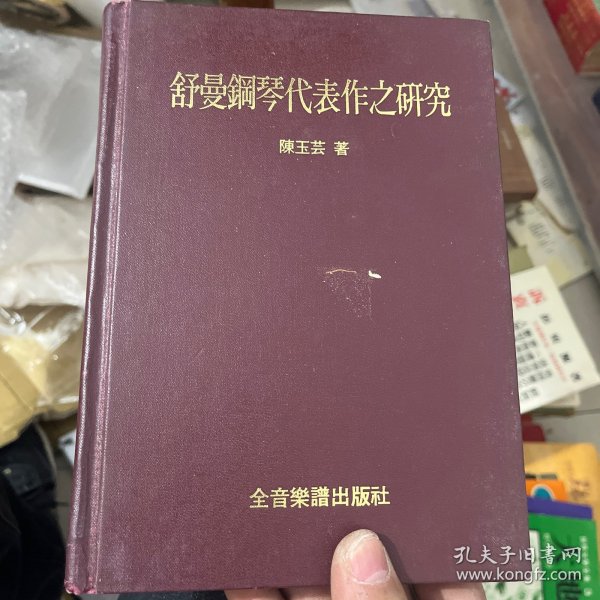 舒曼鋼琴代表作之研究
陳玉芸 著
全音樂譜出版社
孔夫子旧书网
www.kongfz.com